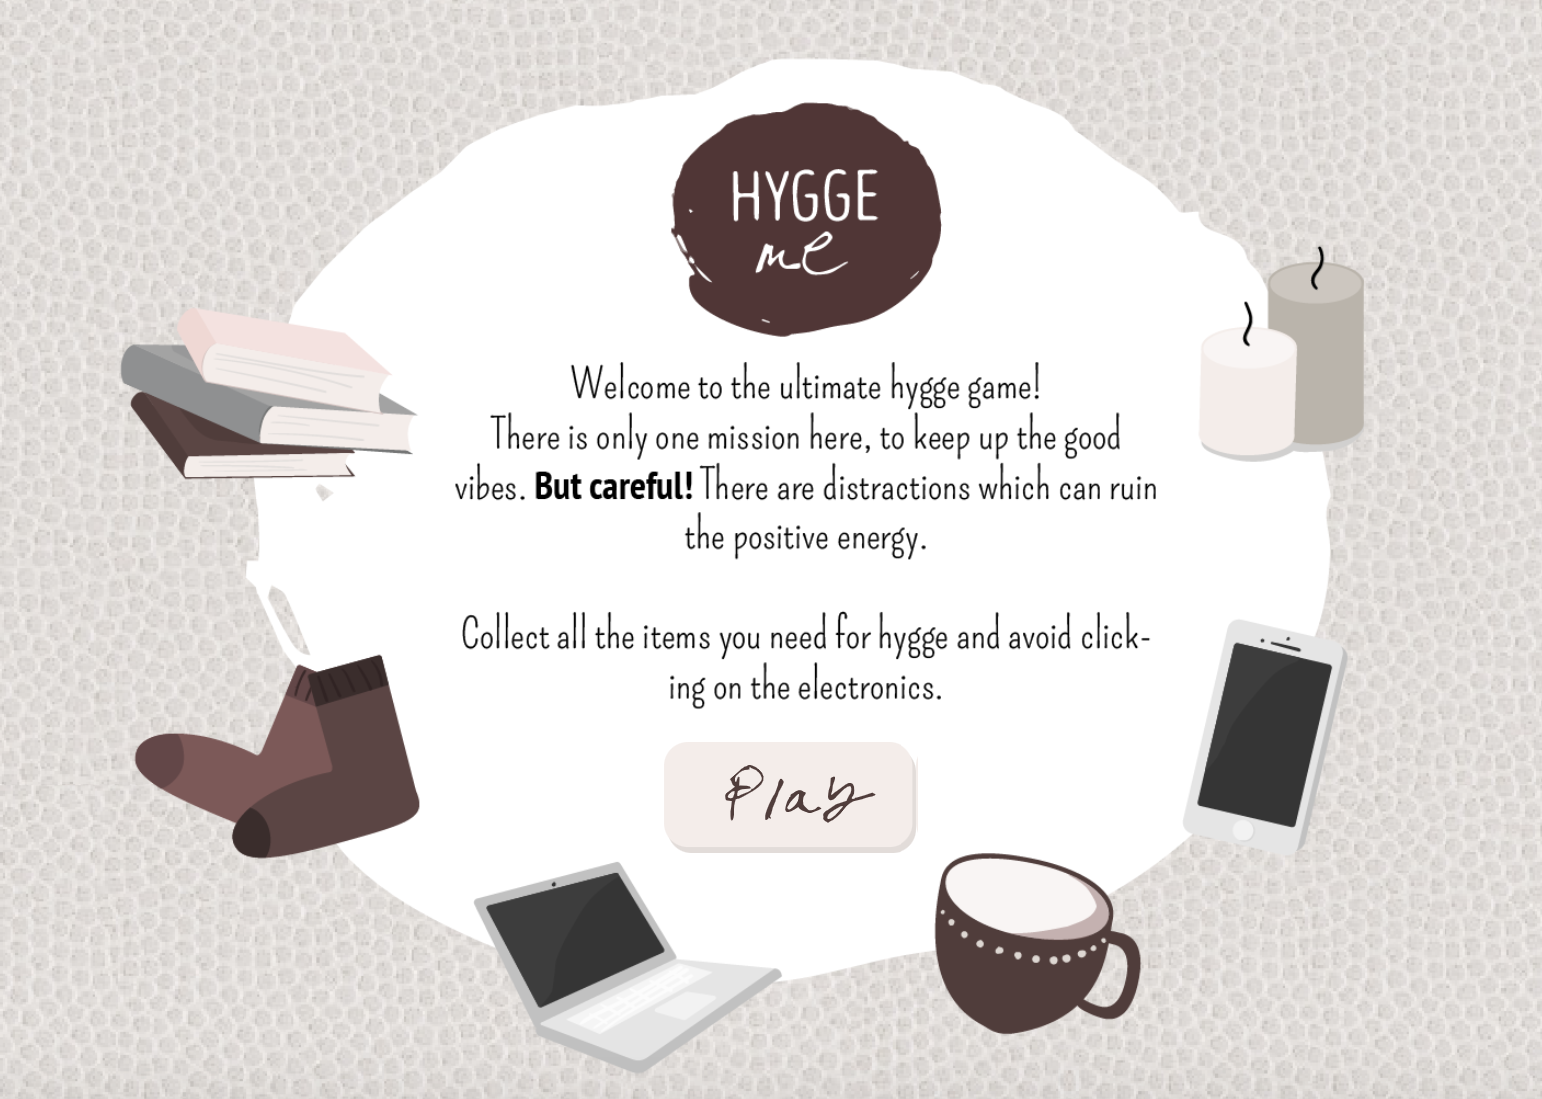 HYGGE
me
Welcome to the ultimate hygge game!
There is only one mission here, to keep up the good
vibes. But careful! There are distractions which can ruin
the positive energy.
Collect all the items you need for hygge and avoid click-
ing on the electronics.
Play